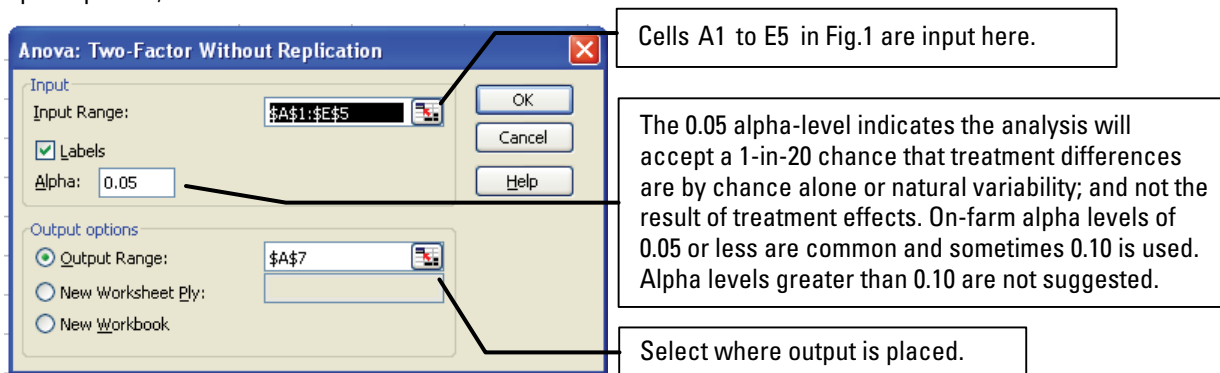 Anova: Two-Factor Without Replication
Input
Input Range: $A$1:$E$5
Labels
Alpha: 0.05
OK
Cancel
Help
Output options
Output Range: $A$7
New Worksheet Ply:
New Workbook
Cells A1 to E5 in Fig.1 are input here.
The 0.05 alpha-level indicates the analysis will
accept a 1-in-20 chance that treatment differences
are by chance alone or natural variability; and not the
result of treatment effects. On-farm alpha levels of
0.05 or less are common and sometimes 0.10 is used.
Alpha levels greater than 0.10 are not suggested.
Select where output is placed.